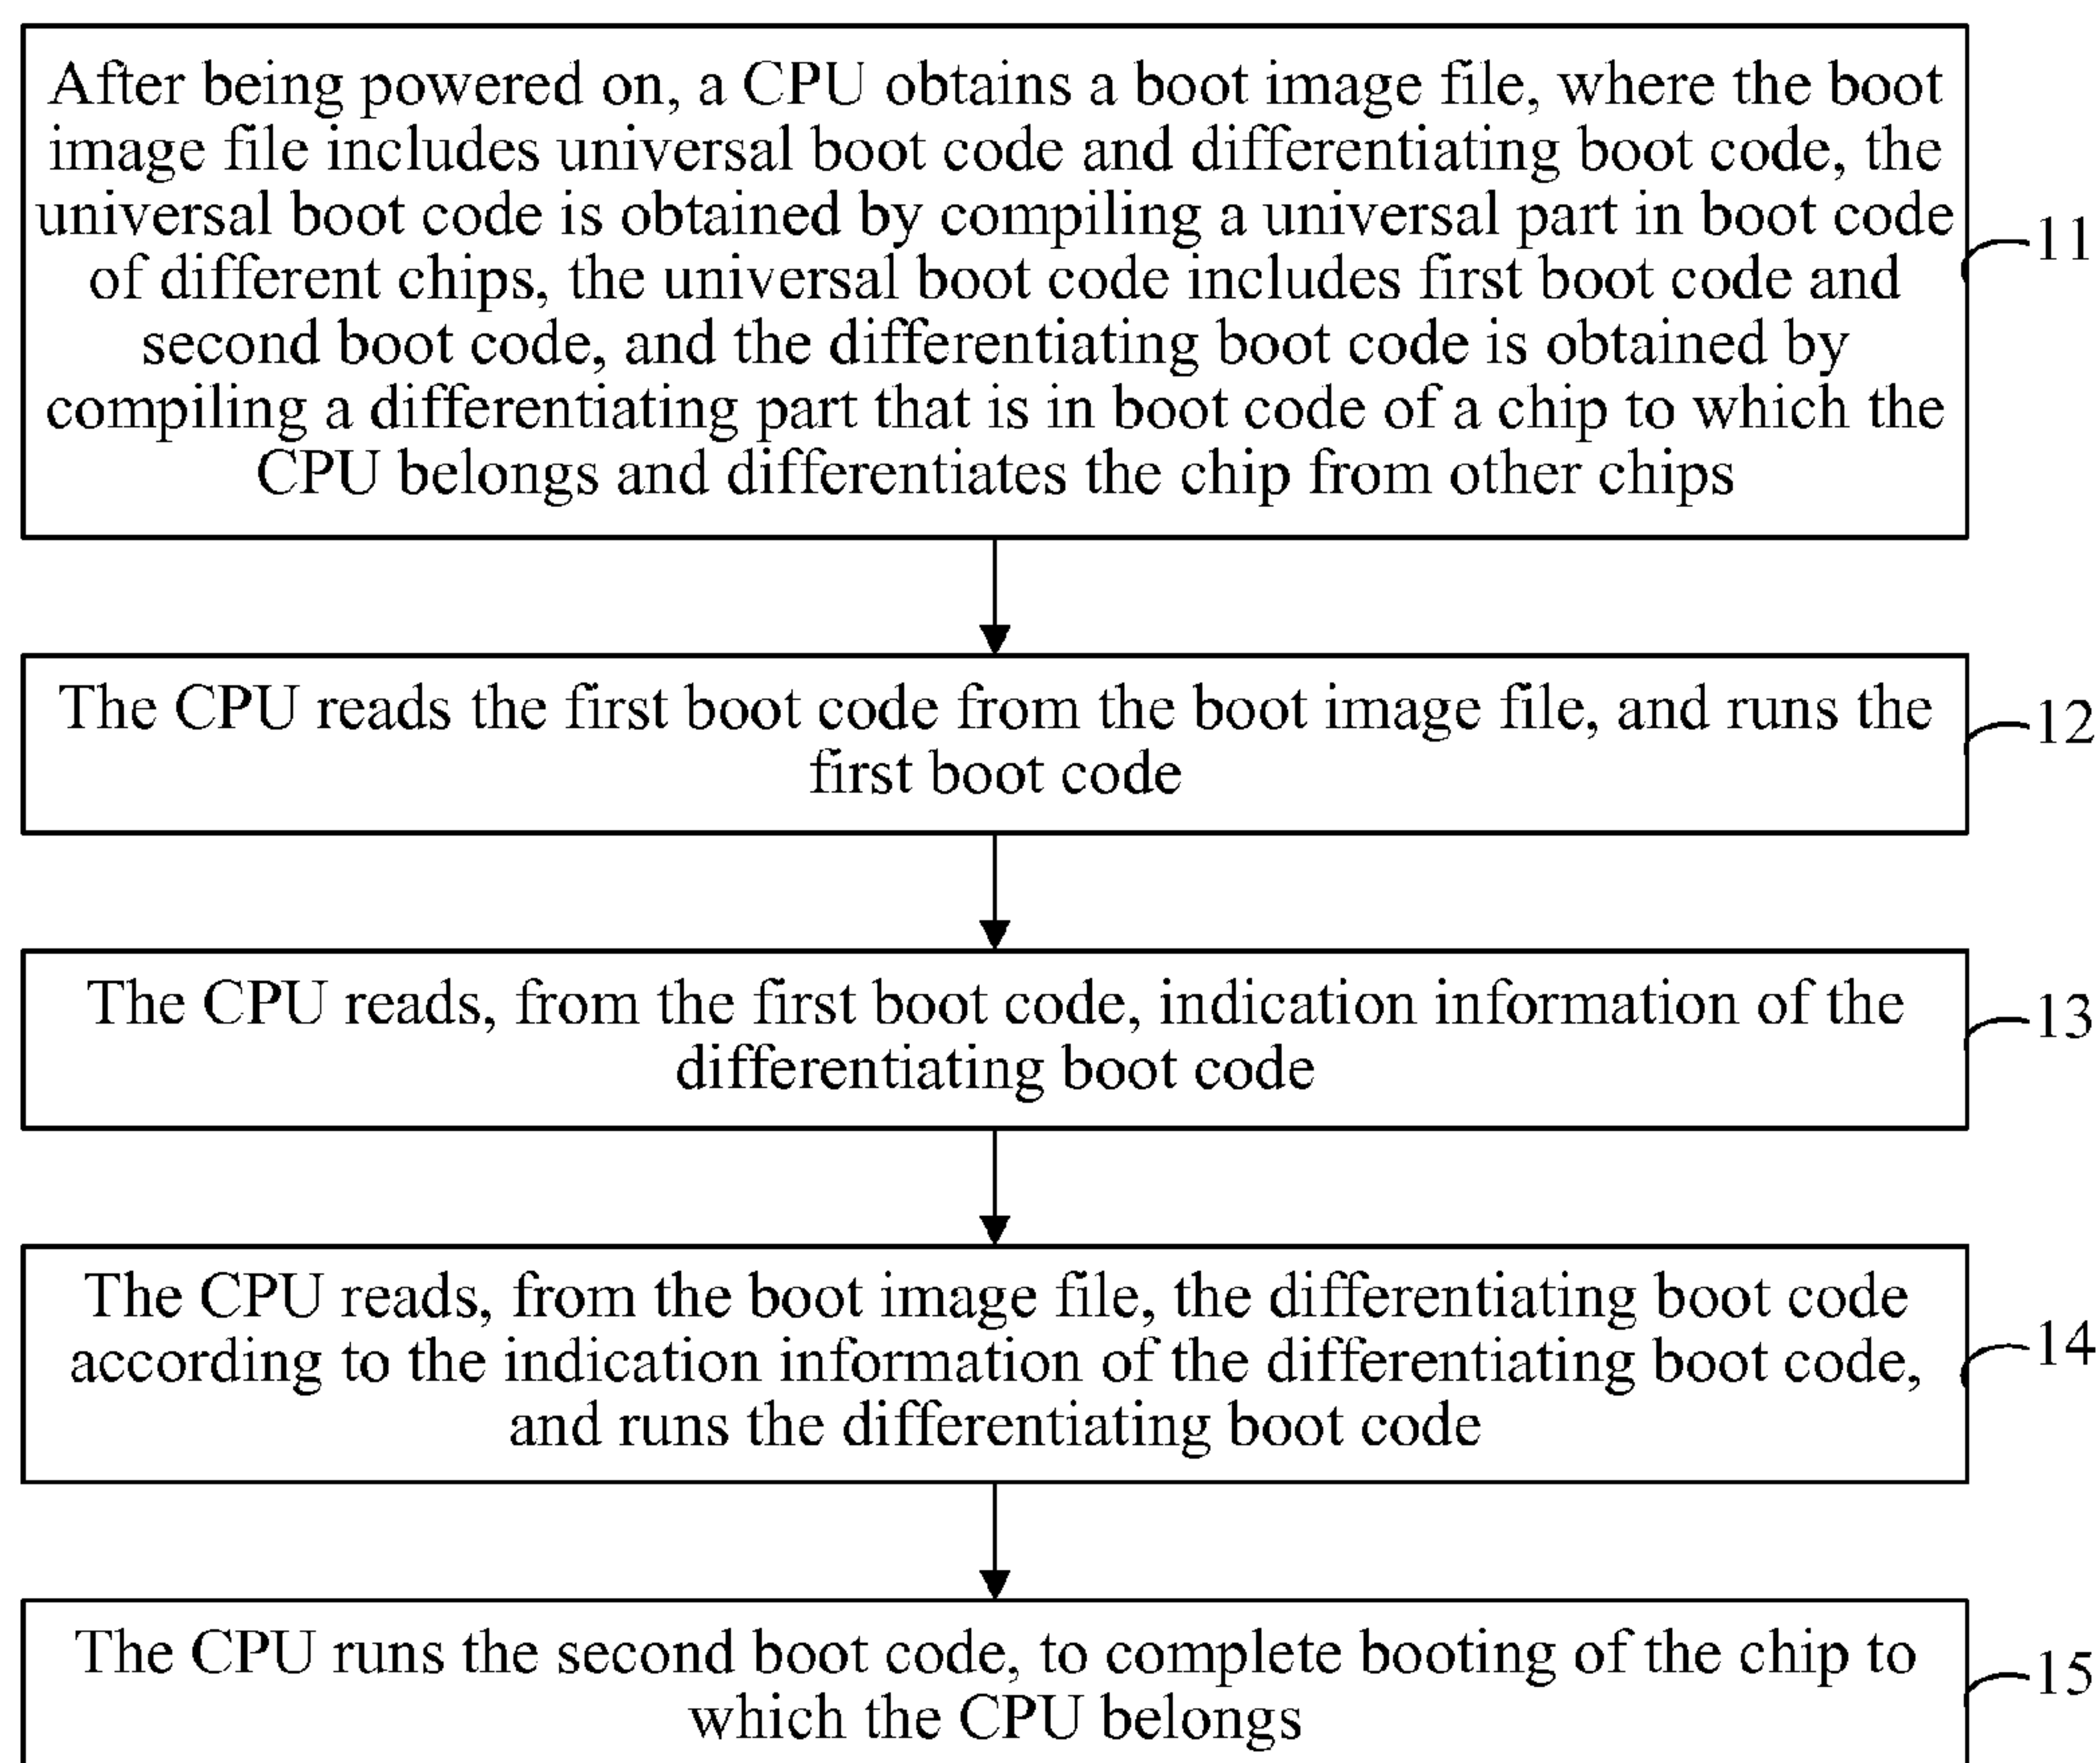 After being powered on, a CPU obtains a boot image file, where the boot
image file includes universal boot code and differentiating boot code, the
universal boot code is obtained by compiling a universal part in boot code
of different chips, the universal boot code includes first boot code and
second boot code, and the differentiating boot code is obtained by
compiling a differentiating part that is in boot code of a chip to which the
CPU belongs and differentiates the chip from other chips
11
The CPU reads the first boot code from the boot image file, and runs the
first boot code
12
The CPU reads, from the first boot code, indication information of the
differentiating boot code
13
The CPU reads, from the boot image file, the differentiating boot code
according to the indication information of the differentiating boot code,
and runs the differentiating boot code
14
The CPU runs the second boot code, to complete booting of the chip to
which the CPU belongs
15